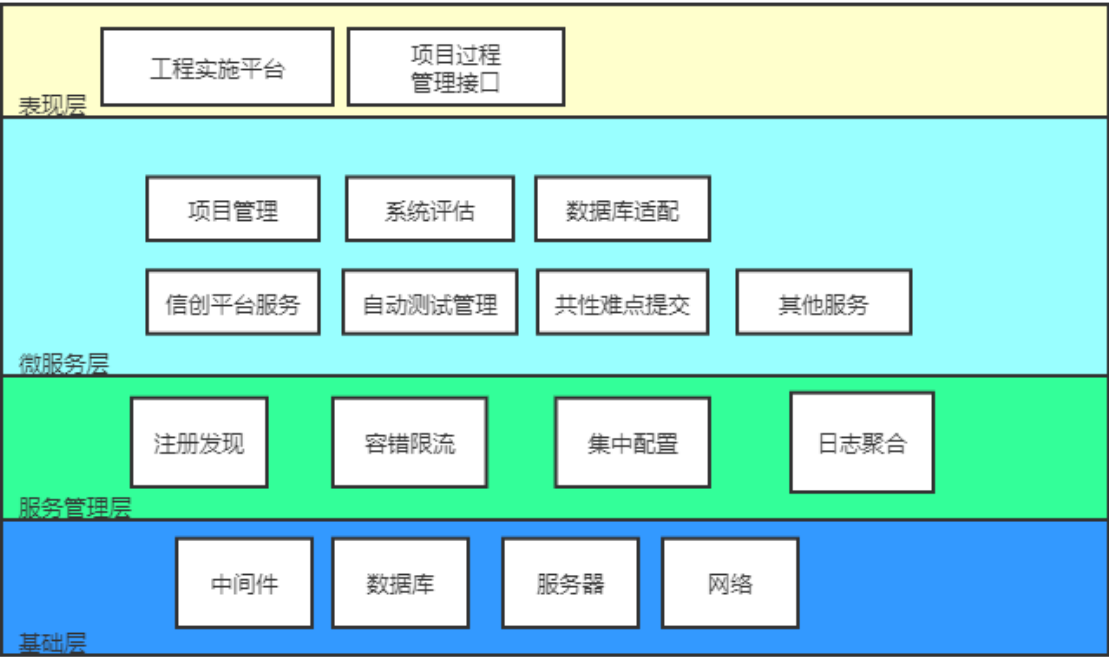 工程实施平台
项目过程
管理接口
表现层
项目管理
系统评估
数据库适配
信创平台服务
自动测试管理
共性难点提交
其他服务
微服务层
注册发现
容错限流
集中配置
日志聚合
服务管理层
中间件
数据库
服务器
网络
基础层